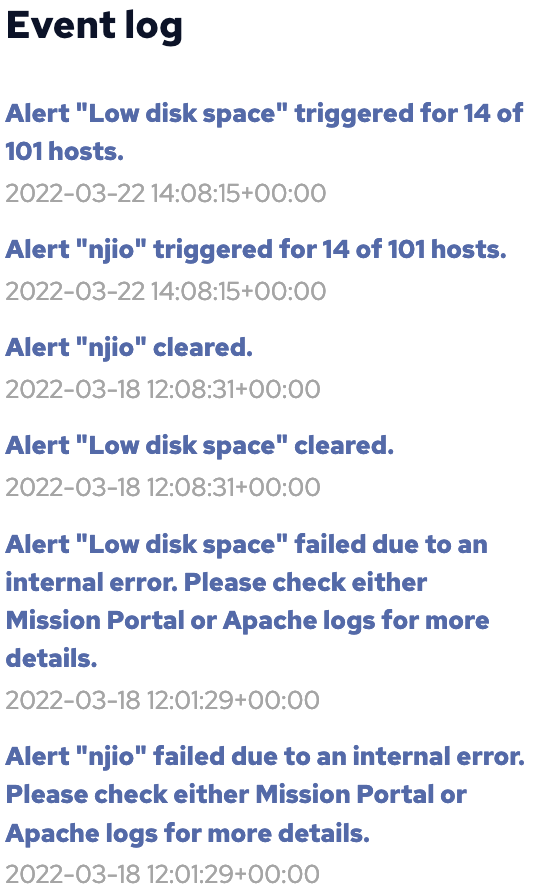 Event log
Alert "Low disk space" triggered for 14 of
101 hosts.
2022-03-22 14:08:15+00:00
Alert "njio" triggered for 14 of 101 hosts.
2022-03-22 14:08:15+00:00
Alert "njio" cleared.
2022-03-18 12:08:31+00:00
Alert "Low disk space" cleared.
2022-03-18 12:08:31+00:00
Alert "Low disk space" failed due to an
internal error. Please check either
Mission Portal or Apache logs for more
details.
2022-03-18 12:01:29+00:00
Alert "njio" failed due to an internal error.
Please check either Mission Portal or
Apache logs for more details.
2022-03-18 12:01:29+00:00